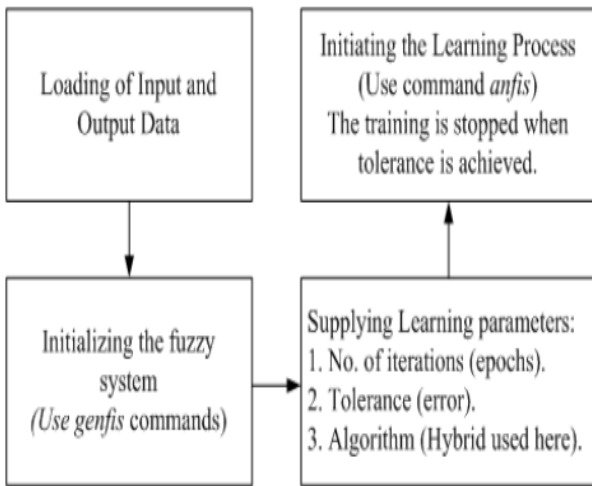 Loading of Input and
Output Data
Initializing the fuzzy
system
(Use genfis commands)
Supplying Learning parameters:
1. No. of iterations (epochs).
2. Tolerance (error).
3. Algorithm (Hybrid used here).
Initiating the Learning Process
(Use command anfis)
The training is stopped when
tolerance is achieved.